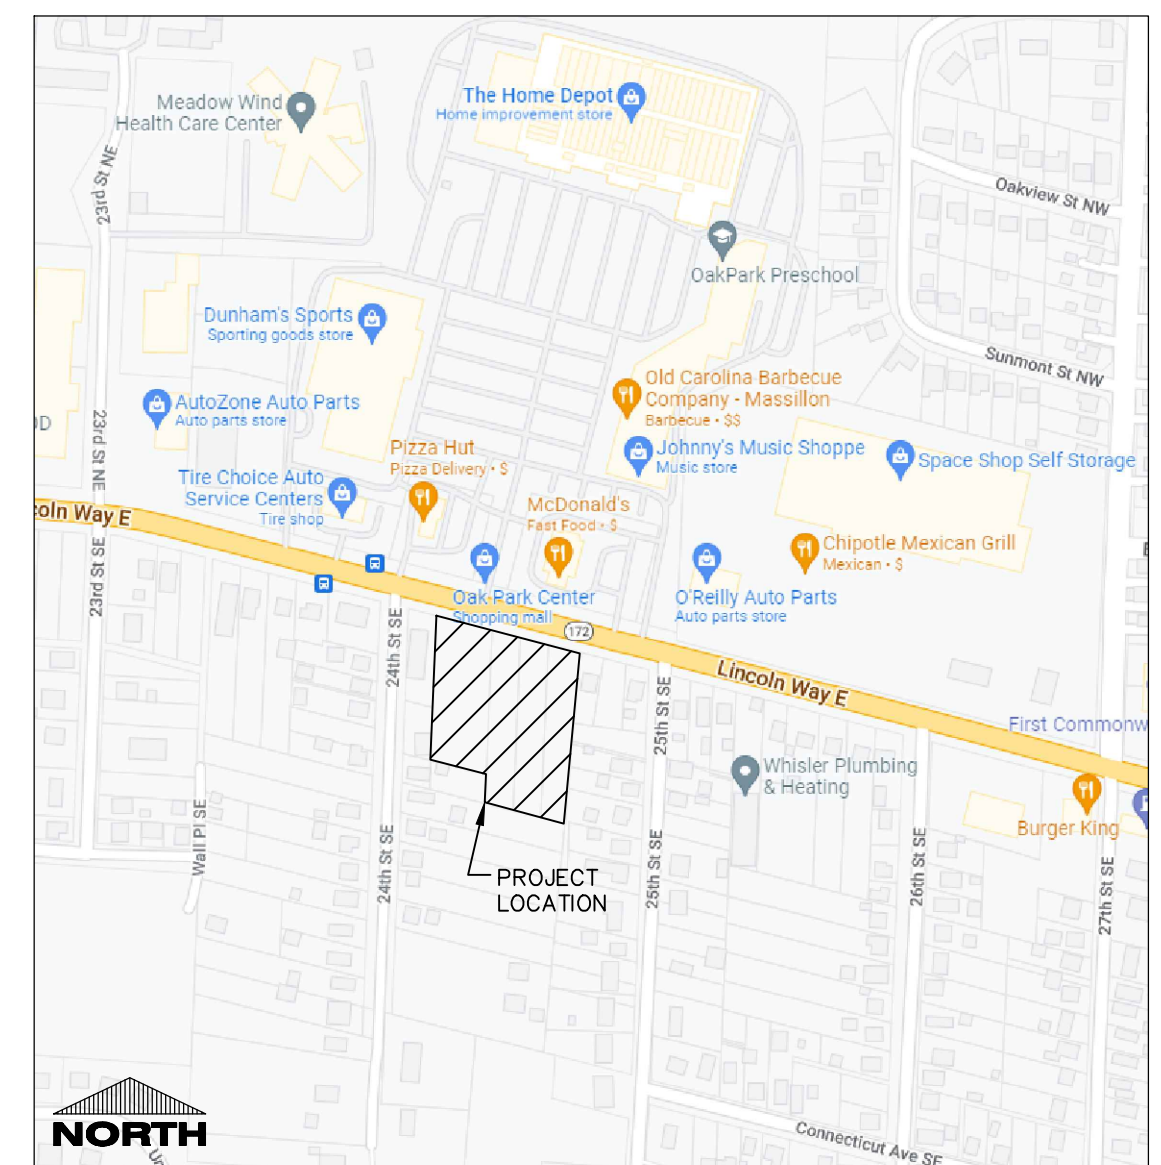 The Home Depot
Home improvement store
Meadow Wind
Health Care Center
23rd St NE
Oakview St NW
OakPark Preschool
Dunham's Sports
Sporting goods store
Sunmont St NW
Old Carolina Barbecue
Company - Massillon
Barbecue • $$
AutoZone Auto Parts
Auto parts store
23rd St NE
Pizza Hut
Pizza Delivery • $
Johnny's Music Shoppe
Music store
Space Shop Self Storage
Tire Choice Auto
Service Centers
Tire shop
McDonald's
Fast Food • $
coln Way E
Chipotle Mexican Grill
Mexican • $
23rd St SE
Oak Park Center
Shopping mall
O'Reilly Auto Parts
Auto parts store
172
24th St SE
Lincoln Way E
25th St SE
First Commonw
Whisler Plumbing
& Heating
Wall Pl SE
Burger King
24th St SE
25th St SE
26th St SE
27th St SE
PROJECT
LOCATION
NORTH
Connecticut Ave SE